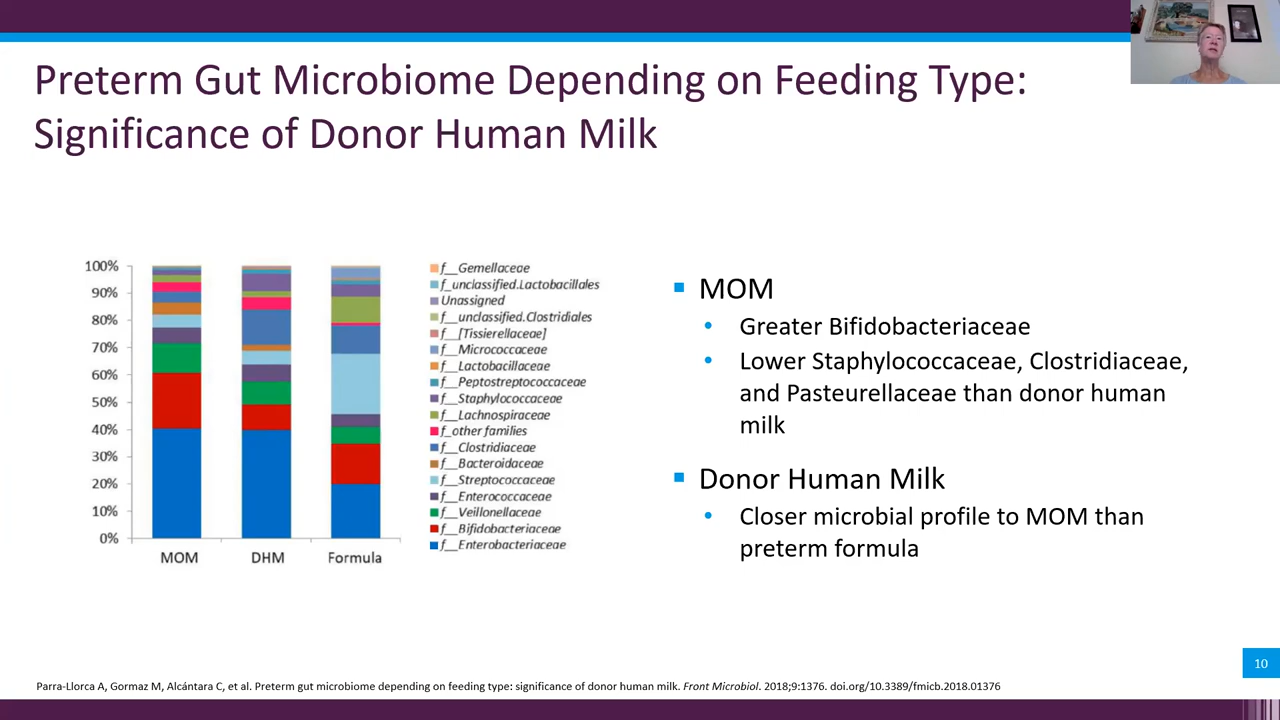 Preterm Gut Microbiome Depending on Feeding Type:
Significance of Donor Human Milk
100%
90%
80%
70%
60%
50%
40%
30%
20%
10%
0%
MOM
DHM
Formula
f__Gemellaceae
f_unclassified.Lactobacillales
Unassigned
f__unclassified.Clostridiales
f__[Tissierellaceae]
f__Micrococcaceae
f__Lactobacillaceae
f__Peptostreptococcaceae
f__Staphylococcaceae
f__Lachnospiraceae
f_other families
f__Clostridiaceae
f__Bacteroidaceae
f__Streptococcaceae
f__Enterococcaceae
f__Veillonellaceae
f__Bifidobacteriaceae
f__Enterobacteriaceae
MOM
Greater Bifidobacteriaceae
Lower Staphylococcaceae, Clostridiaceae,
and Pasteurellaceae than donor human
milk
Donor Human Milk
Closer microbial profile to MOM than
preterm formula
10
Parra-Llorca A, Gormaz M, Alcántara C, et al. Preterm gut microbiome depending on feeding type: significance of donor human milk. Front Microbiol. 2018;9:1376. doi.org/10.3389/fmicb.2018.01376